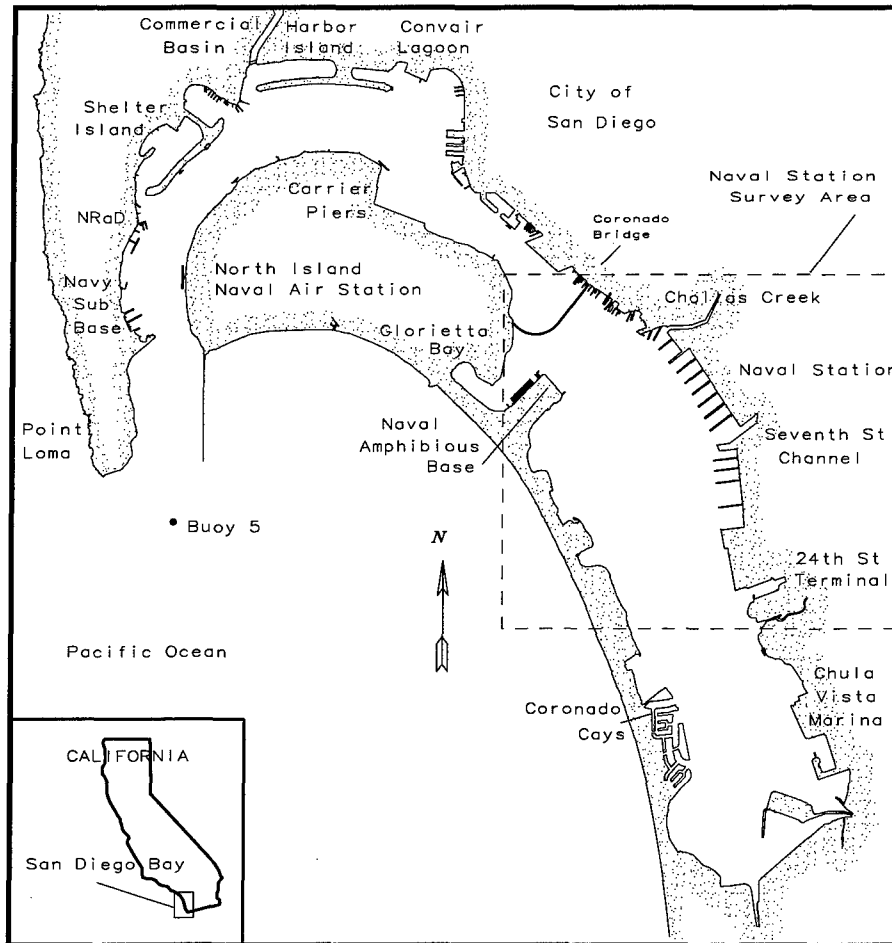 Commercial
Basin
Harbor
Island
Convair
Lagoon
City of
San Diego
Shelter
Island
Naval Station
Survey Area
Carrier
Piers
Coronado
Bridge
NRaD
North Island
Naval Air Station
Navy
Sub
Base
Chollas Creek
Glorietta
Bay
Naval Station
Point
Loma
Naval
Amphibious
Base
Seventh St
Channel
Buoy 5
N
24th St
Terminal
Pacific Ocean
Chula
Vista
Marina
Coronado
Cays
CALIFORNIA
San Diego Bay